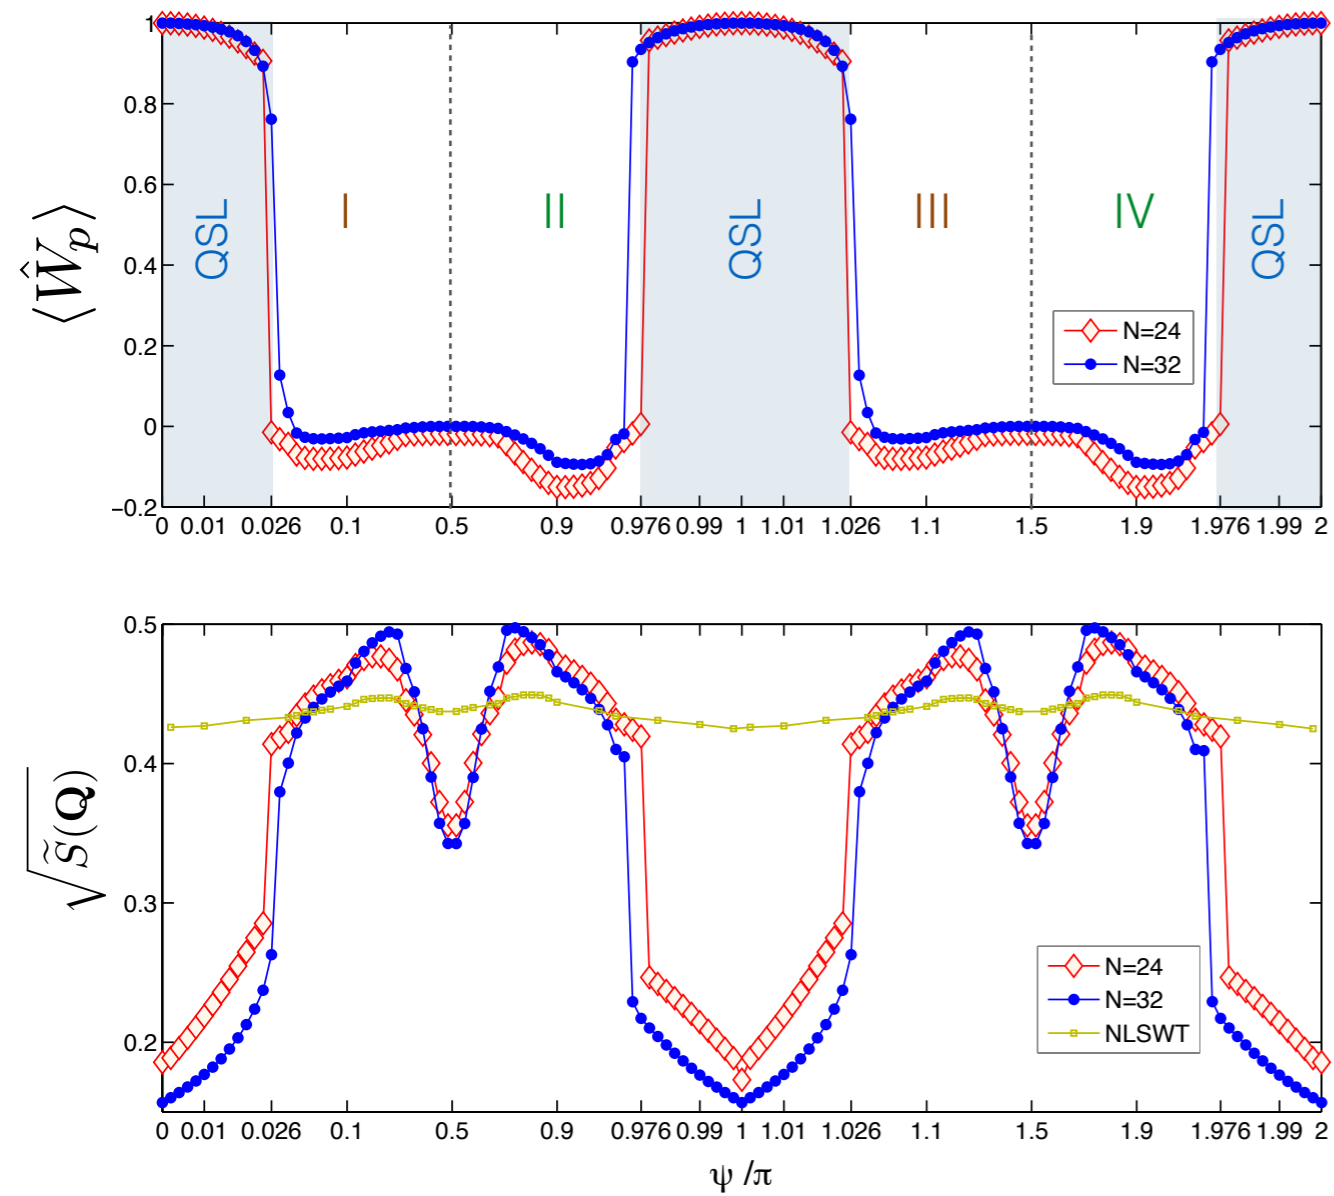 ⟨Ŵ_p⟩
1
0.8
0.6
0.4
0.2
0
−0.2
QSL
I
II
QSL
III
IV
QSL
N=24
N=32
0 0.01 0.026 0.1 0.5 0.9 0.976 0.99 1 1.01 1.026 1.1 1.5 1.9 1.976 1.99 2
√S̃(Q)
0.5
0.4
0.3
0.2
N=24
N=32
NLSWT
0 0.01 0.026 0.1 0.5 0.9 0.976 0.99 1 1.01 1.026 1.1 1.5 1.9 1.976 1.99 2
ψ /π